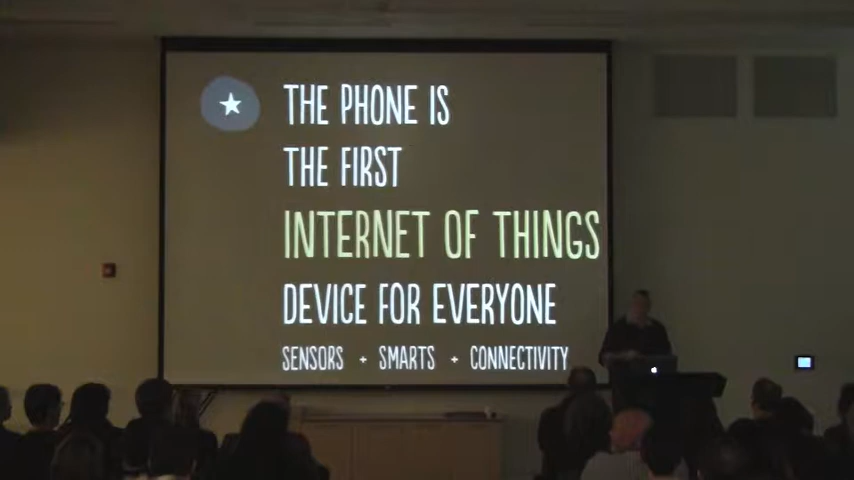 THE PHONE IS
THE FIRST
INTERNET OF THINGS
DEVICE FOR EVERYONE
SENSORS + SMARTS + CONNECTIVITY